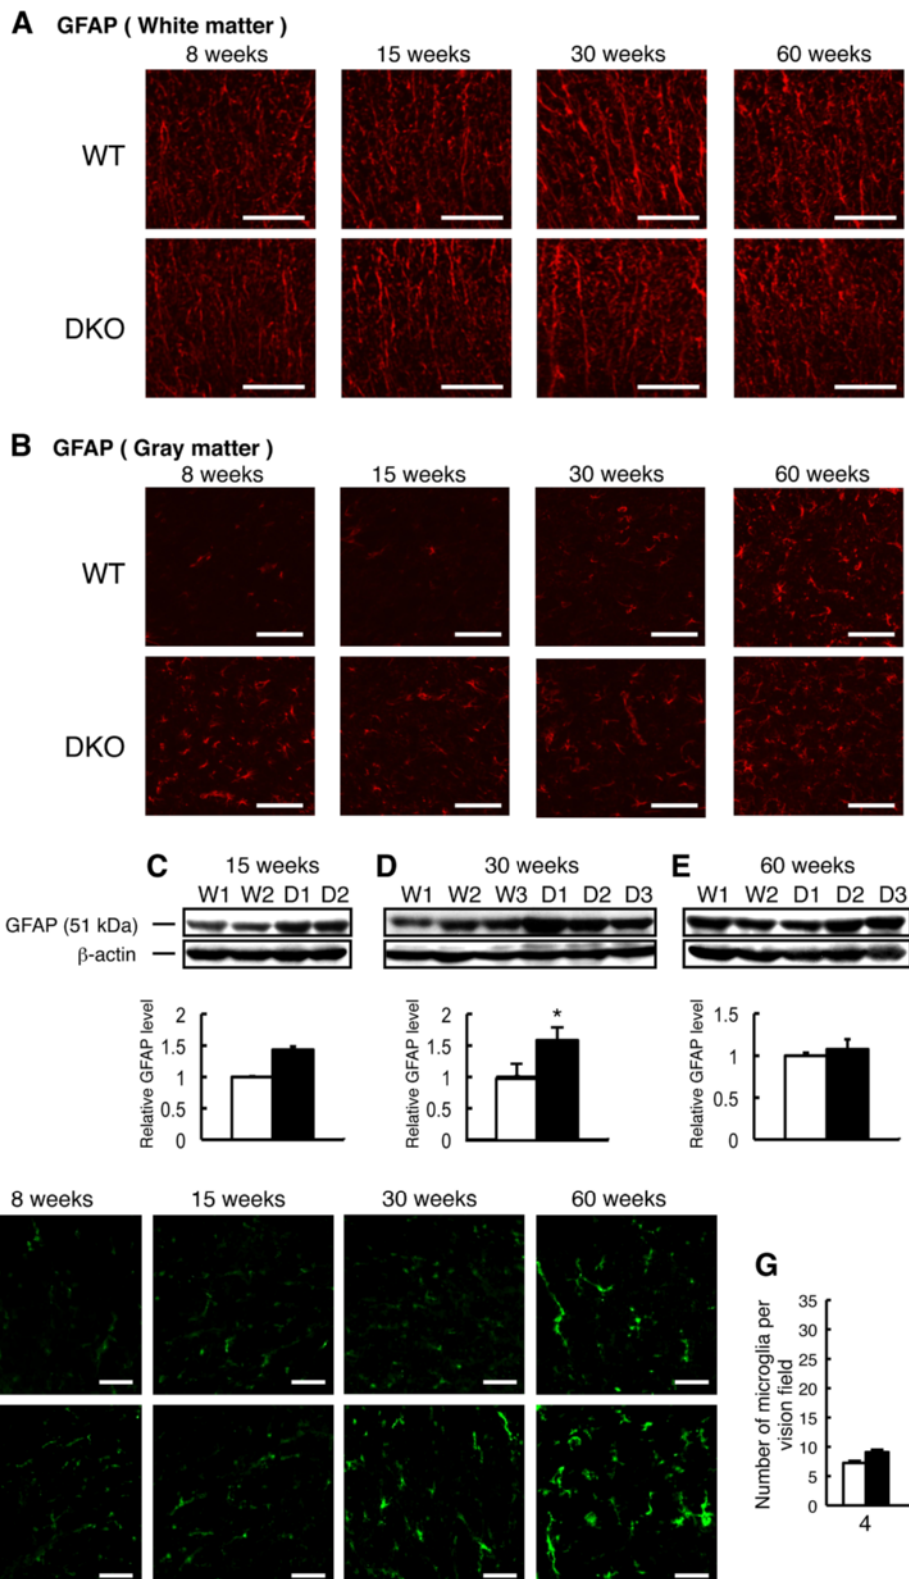 A GFAP ( White matter )
8 weeks 15 weeks 30 weeks 60 weeks
WT
DKO
B GFAP ( Gray matter )
8 weeks 15 weeks 30 weeks 60 weeks
WT
DKO
C 15 weeks
W1 W2 D1 D2
D 30 weeks
W1 W2 W3 D1 D2 D3
E 60 weeks
W1 W2 D1 D2 D3
GFAP (51 kDa)
β-actin
Relative GFAP level
2
1.5
1
0.5
0
Relative GFAP level
2
1.5
1
0.5
0
*
Relative GFAP level
1.5
1
0.5
0
8 weeks 15 weeks 30 weeks 60 weeks
G
Number of microglia per
vision field
35
30
25
20
15
10
5
0
4